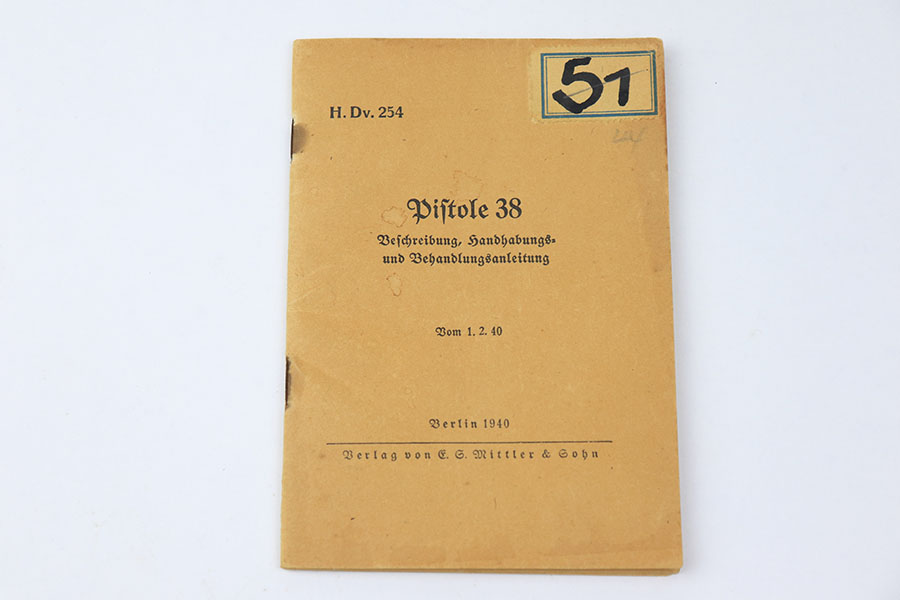 51
H. Dv. 254
Piſtole 38
Beſchreibung, Handhabungs-
und Behandlungsanleitung
Vom 1. 2. 40
Berlin 1940
Verlag von E. S. Mittler & Sohn